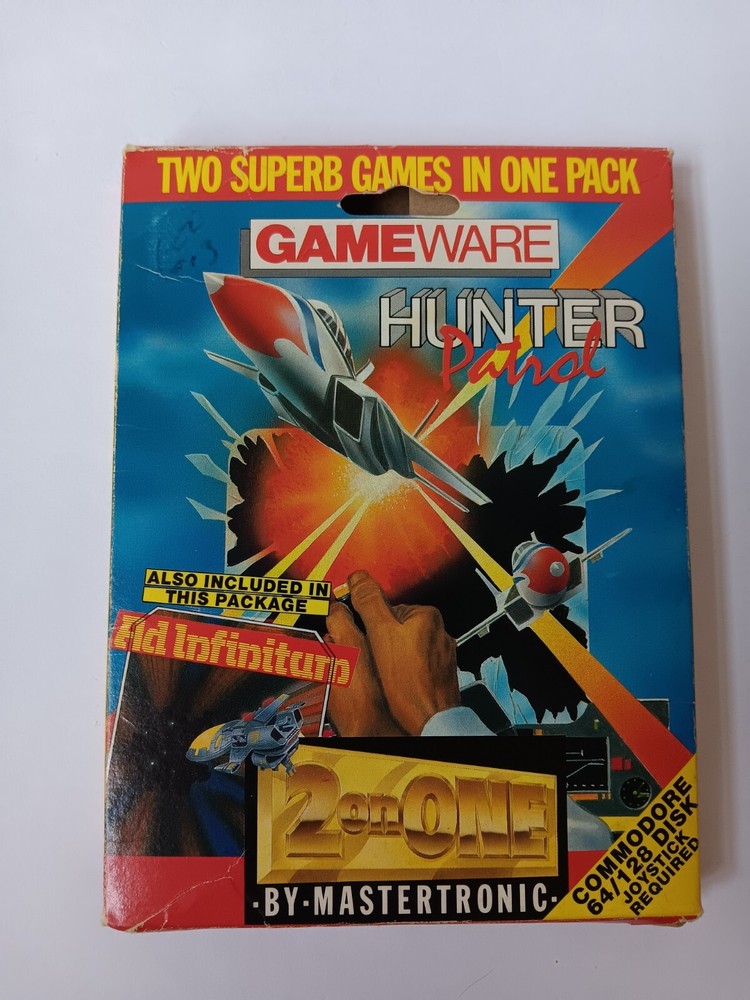 TWO SUPERB GAMES IN ONE PACK
GAMEWARE
HUNTER
Patrol
ALSO INCLUDED IN
THIS PACKAGE
Ad Infinitum
2 on ONE
·BY·MASTERTRONIC·
COMMODORE
64/128 DISK
JOYSTICK
REQUIRED